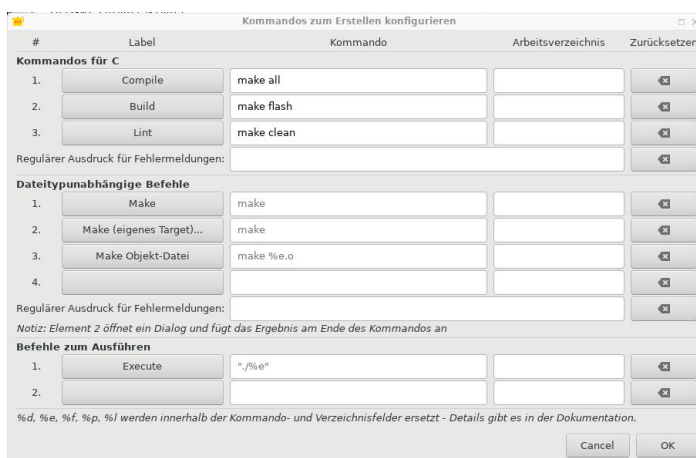 Kommandos zum Erstellen konfigurieren
# Label Kommando Arbeitsverzeichnis Zurücksetzen
Kommandos für C
1. Compile make all
2. Build make flash
3. Lint make clean
Regulärer Ausdruck für Fehlermeldungen:
Dateitypunabhängige Befehle
1. Make make
2. Make (eigenes Target)... make
3. Make Objekt-Datei make %e.o
4.
Regulärer Ausdruck für Fehlermeldungen:
Notiz: Element 2 öffnet ein Dialog und fügt das Ergebnis am Ende des Kommandos an
Befehle zum Ausführen
1. Execute "./%e"
2.
%d, %e, %f, %p, %l werden innerhalb der Kommando- und Verzeichnisfelder ersetzt - Details gibt es in der Dokumentation.
Cancel OK